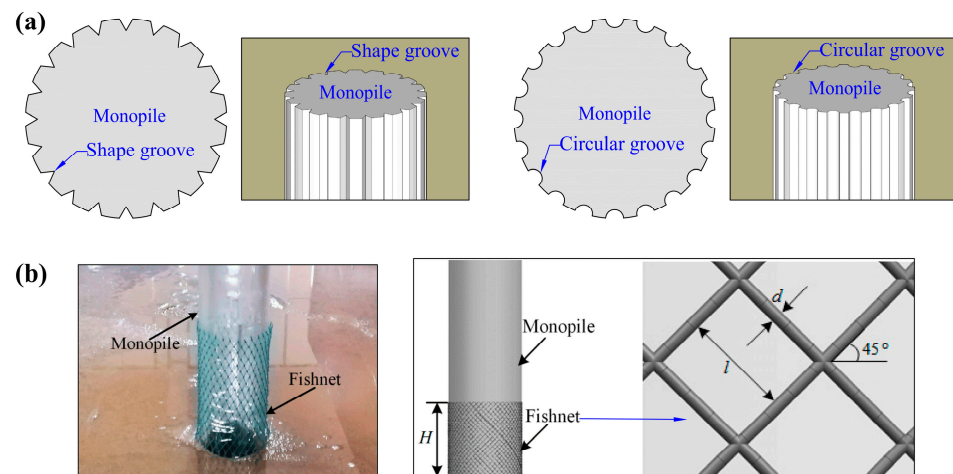 (a)
Shape groove
Monopile
Monopile
Shape groove
Circular groove
Monopile
Monopile
Circular groove
(b)
Monopile
Fishnet
Monopile
Fishnet
H
d
l
45°